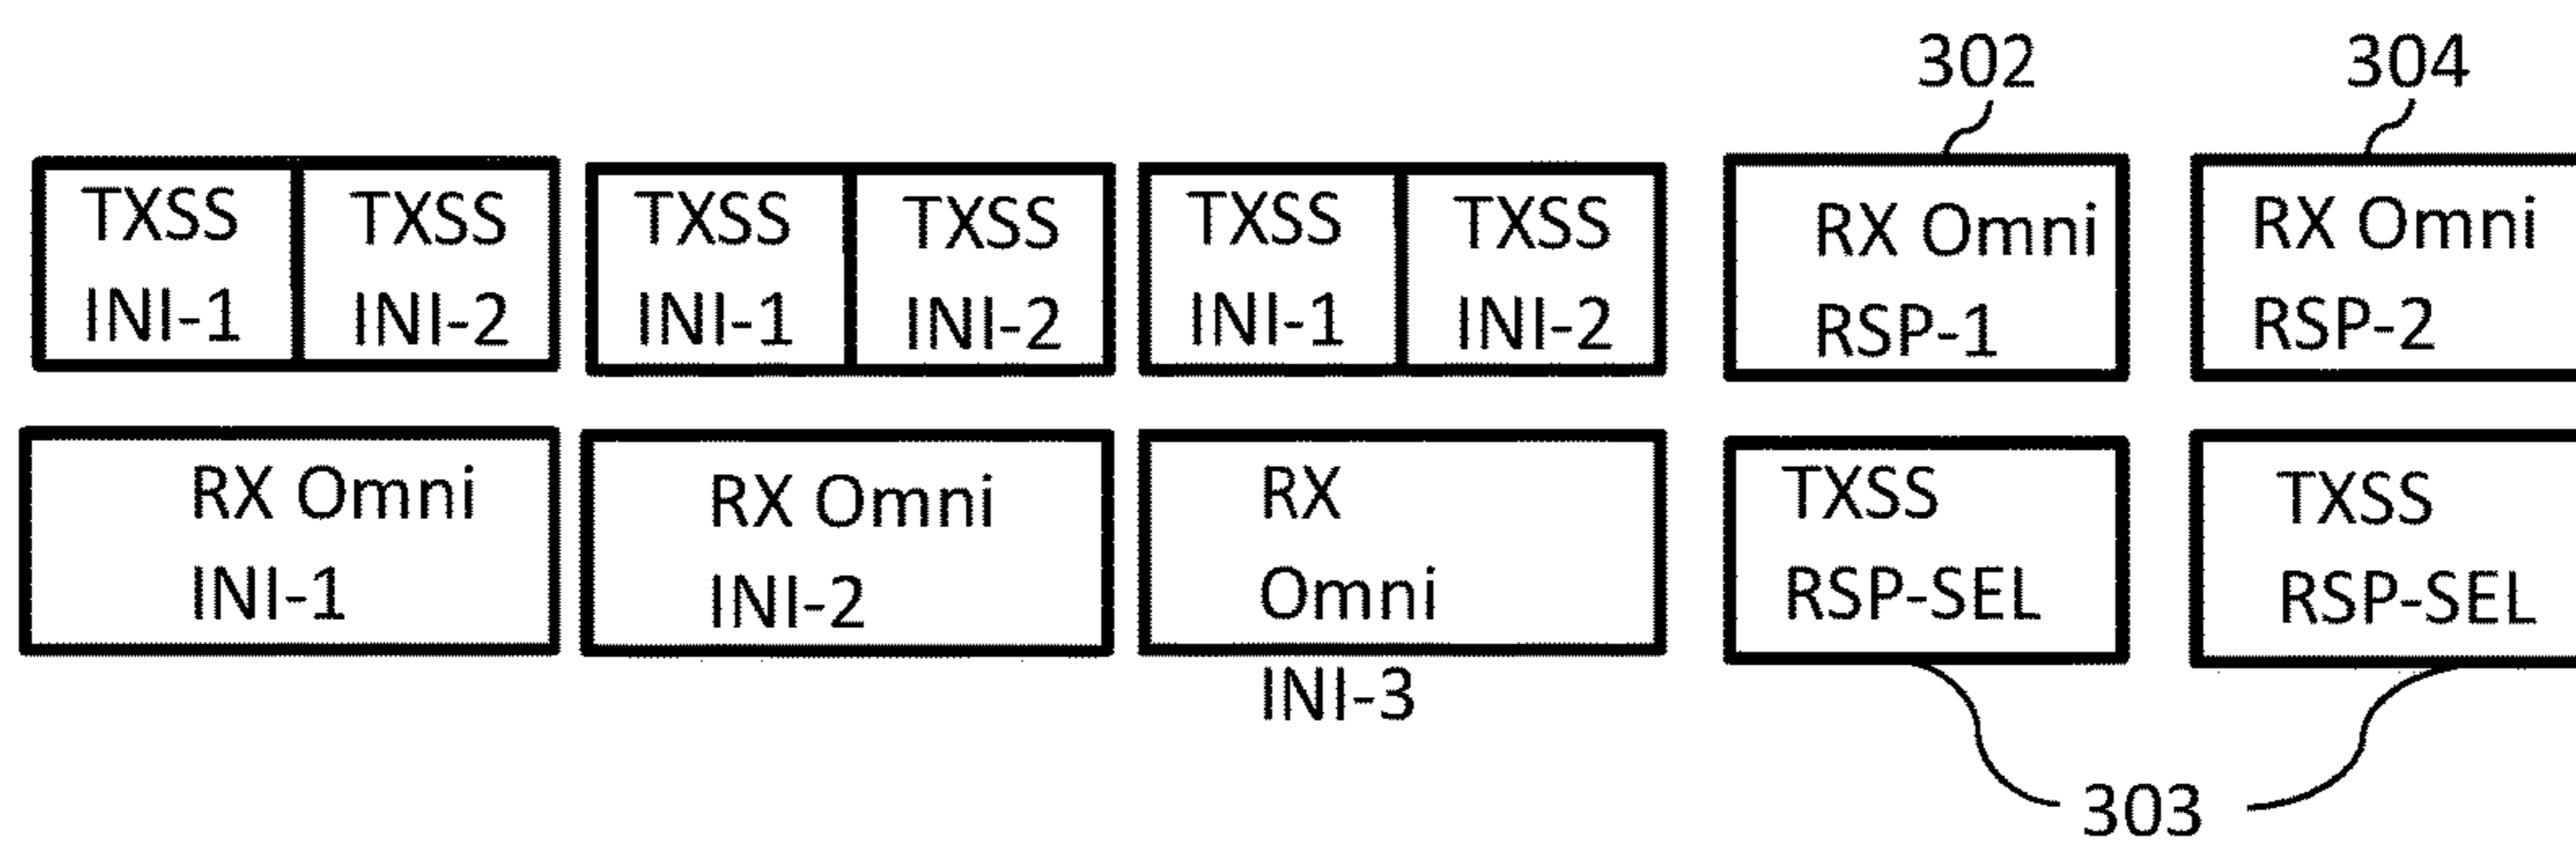 302
304
TXSS
INI-1
TXSS
INI-2
TXSS
INI-1
TXSS
INI-2
TXSS
INI-1
TXSS
INI-2
RX Omni
RSP-1
RX Omni
RSP-2
RX Omni
INI-1
RX Omni
INI-2
RX
Omni
INI-3
TXSS
RSP-SEL
TXSS
RSP-SEL
303